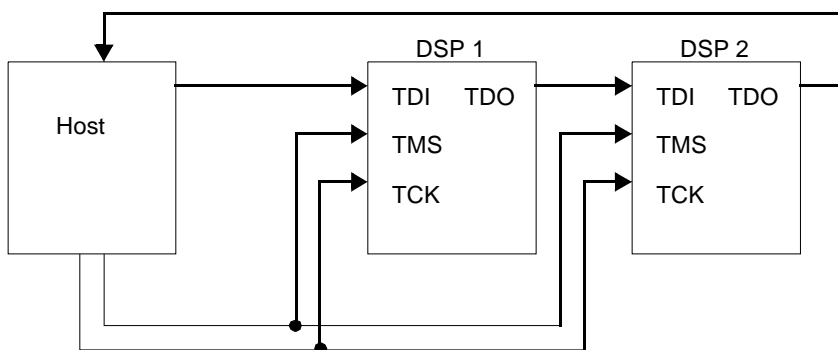 DSP 1
DSP 2
Host
TDI TDO
TMS
TCK
TDI TDO
TMS
TCK